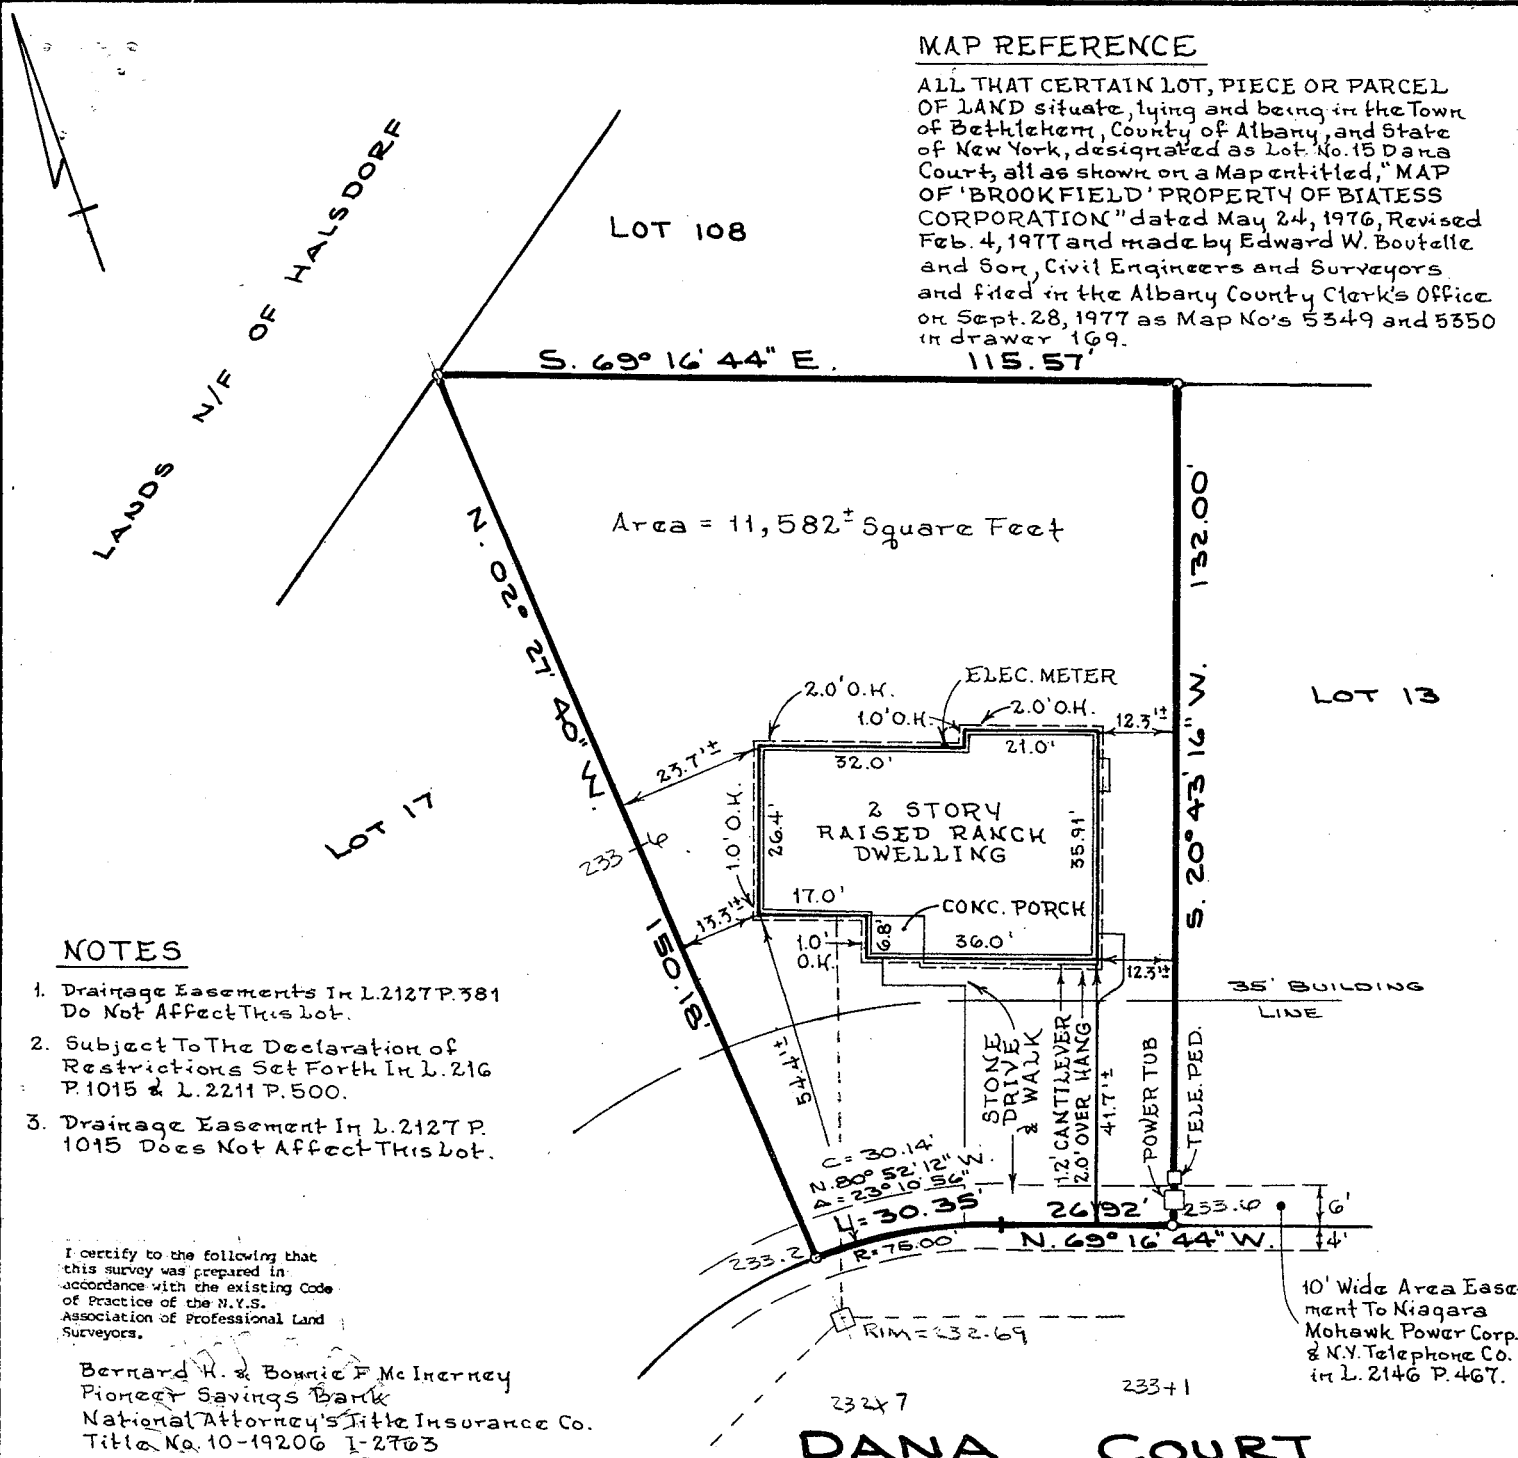 MAP REFERENCE
ALL THAT CERTAIN LOT, PIECE OR PARCEL
OF LAND situate, lying and being in the Town
of Bethlehem, County of Albany, and State
of New York, designated as Lot No. 15 Dana
Court, all as shown on a Map entitled, "MAP
OF 'BROOKFIELD' PROPERTY OF BIATESS
CORPORATION" dated May 24, 1976, Revised
Feb. 4, 1977 and made by Edward W. Boutelle
and Son, Civil Engineers and Surveyors
and filed in the Albany County Clerk's Office
on Sept. 28, 1977 as Map No's 5349 and 5350
in drawer 169.
LANDS N/F OF HALSDORF
LOT 108
S. 69° 16' 44" E. 115.57'
Area = 11,582± Square Feet
N. 02° 27' 40" W.
150.18'
132.00'
S. 20° 43' 16" W.
LOT 13
LOT 17
ELEC. METER
2.0' O.H.
1.0' O.H.
2.0' O.H.
12.3'±
23.7'±
32.0'
21.0'
1.0' O.H.
26.4'
2 STORY
RAISED RANCH
DWELLING
35.91'
233+6
17.0'
CONC. PORCH
13.3'±
1.0'
O.H.
6.8'
36.0'
12.3'±
35' BUILDING
LINE
NOTES
1. Drainage Easements In L.2127 P.381
Do Not Affect This Lot.
2. Subject To The Declaration of
Restrictions Set Forth In L.216
P.1015 & L.2211 P.500.
3. Drainage Easement In L.2127 P.
1015 Does Not Affect This Lot.
54.4'±
STONE
DRIVE
& WALK
1.2' CANTILEVER
2.0' OVER HANG
41.7'±
POWER TUB
TELE. PED.
C = 30.14'
N. 80° 52' 12" W.
Δ = 23° 10' 56"
L = 30.35'
R = 75.00'
26.92'
233.6
6'
N. 69° 16' 44" W.
4'
233.2
I certify to the following that
this survey was prepared in
accordance with the existing Code
of Practice of the N.Y.S.
Association of Professional Land
Surveyors.
RIM = 232.69
10' Wide Area Ease-
ment To Niagara
Mohawk Power Corp.
& N.Y. Telephone Co.
in L.2146 P.467.
Bernard H. & Bonnie F McInerney
Pioneer Savings Bank
National Attorney's Title Insurance Co.
Title No. 10-19206 I-2763
232+7
233+1
DANA COURT